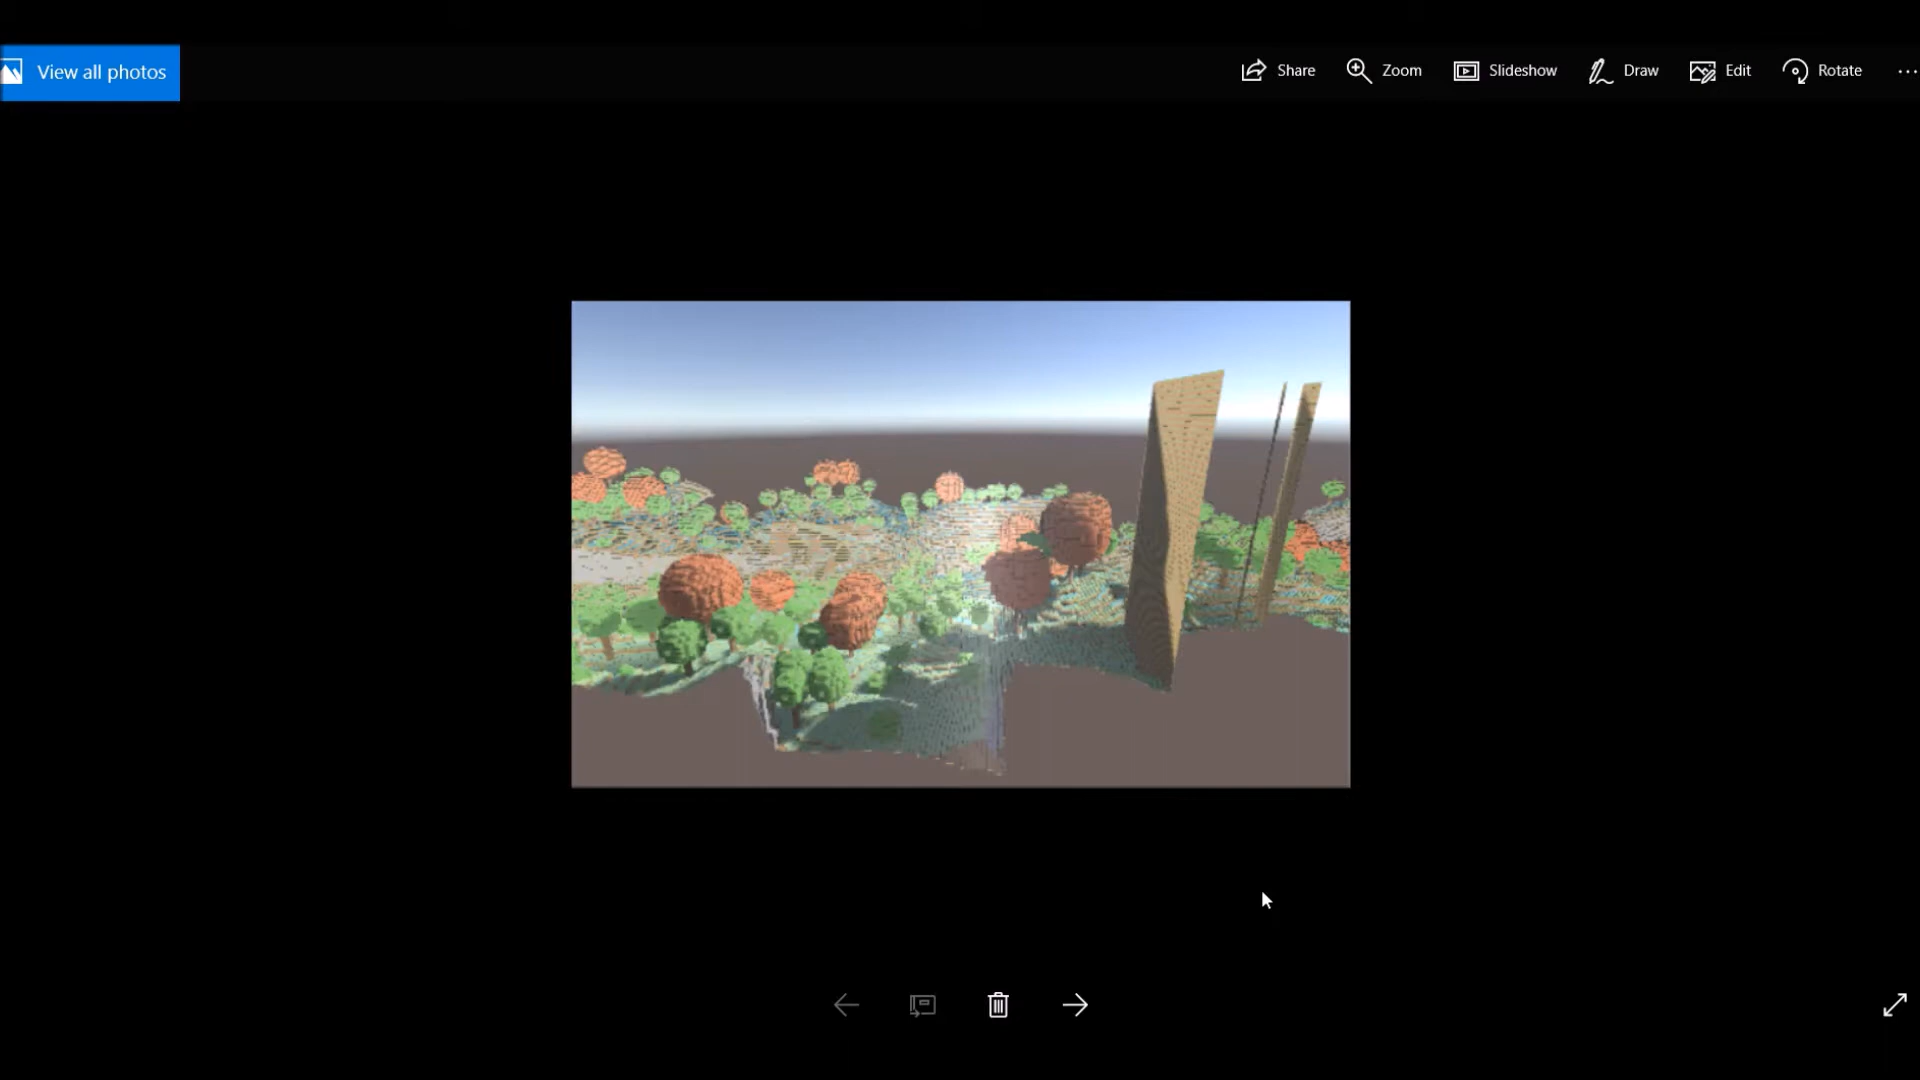 View all photos
Share
Zoom
Slideshow
Draw
Edit
Rotate